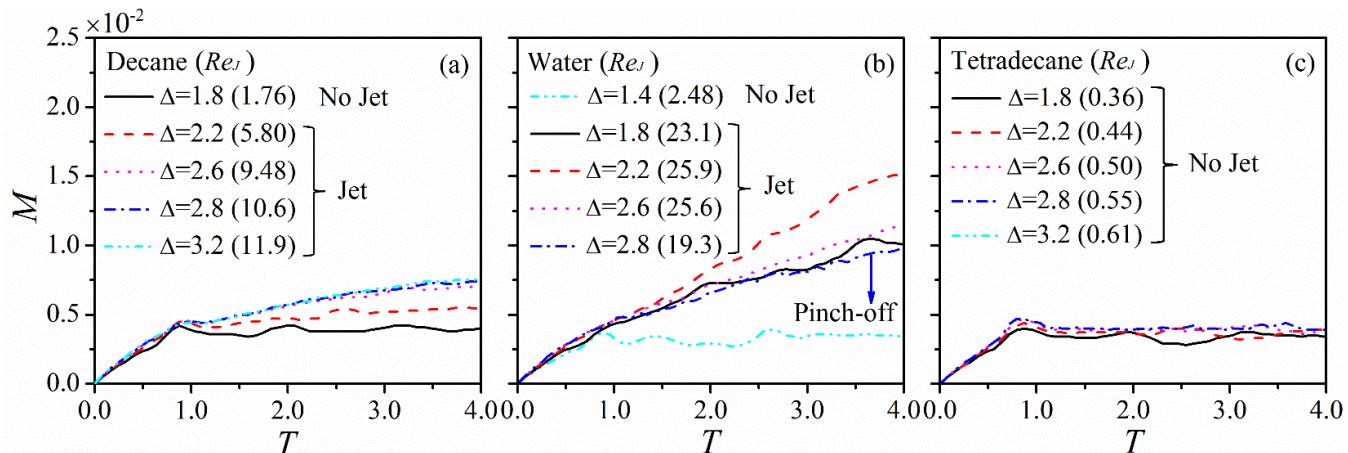 ×10⁻²
2.5
2.0
1.5
1.0
0.5
0.0
M
Decane (Re_J) (a)
Δ=1.8 (1.76) No Jet
Δ=2.2 (5.80)
Δ=2.6 (9.48)
Jet
Δ=2.8 (10.6)
Δ=3.2 (11.9)
0.0 1.0 2.0 3.0 4.0
T
Water (Re_J) (b)
Δ=1.4 (2.48) No Jet
Δ=1.8 (23.1)
Δ=2.2 (25.9)
Jet
Δ=2.6 (25.6)
Δ=2.8 (19.3)
Pinch-off
0.0 1.0 2.0 3.0 4.0
T
Tetradecane (Re_J) (c)
Δ=1.8 (0.36)
Δ=2.2 (0.44)
Δ=2.6 (0.50) No Jet
Δ=2.8 (0.55)
Δ=3.2 (0.61)
0.0 1.0 2.0 3.0 4.0
T